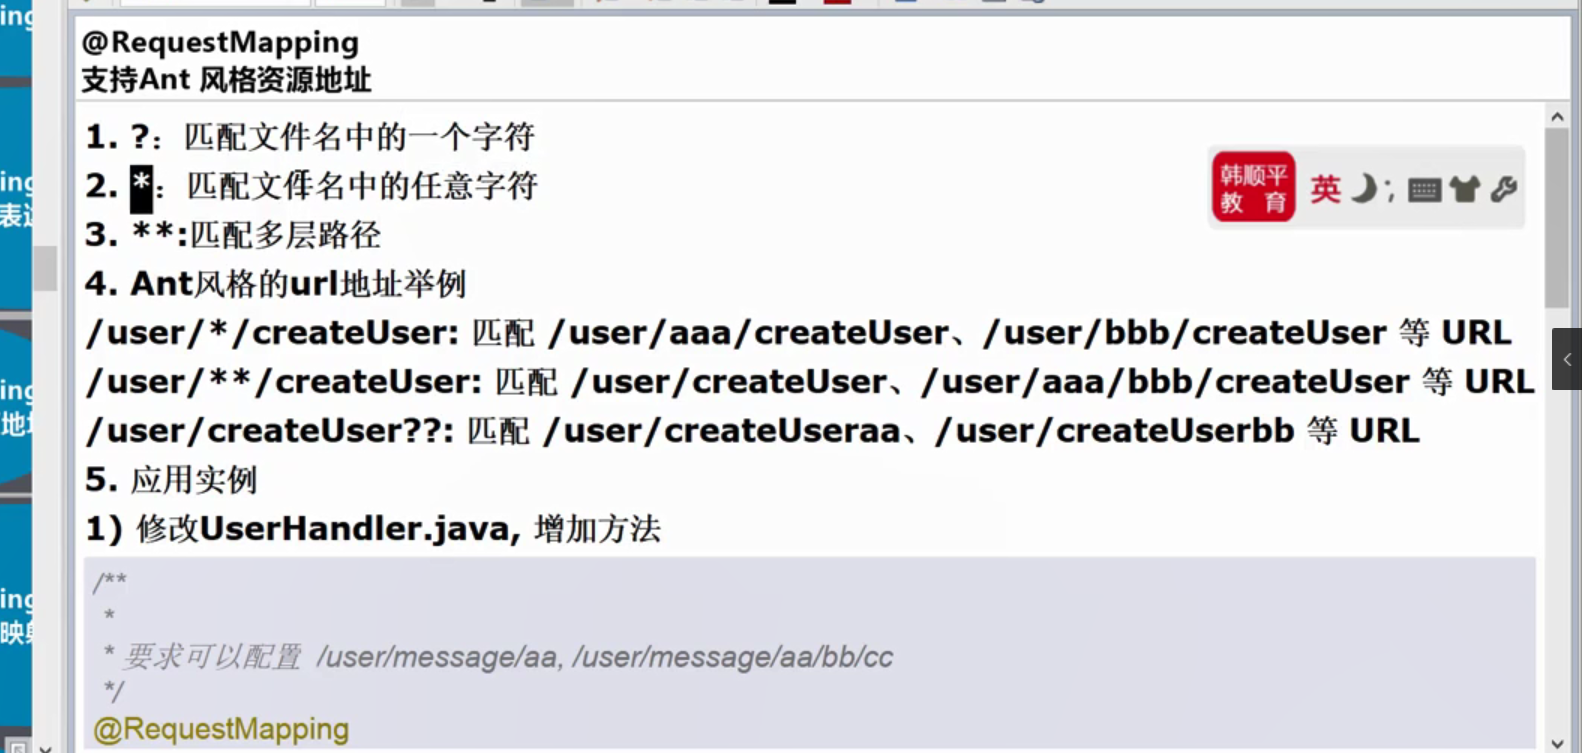 ing
ing
表
ing
地
ing
映
@RequestMapping
支持Ant 风格资源地址
1. ?：匹配文件名中的一个字符
2. *：匹配文件名中的任意字符
3. **:匹配多层路径
4. Ant风格的url地址举例
/user/*/createUser: 匹配 /user/aaa/createUser、/user/bbb/createUser 等 URL
/user/**/createUser: 匹配 /user/createUser、/user/aaa/bbb/createUser 等 URL
/user/createUser??: 匹配 /user/createUseraa、/user/createUserbb 等 URL
5. 应用实例
1) 修改UserHandler.java, 增加方法
/**
*
* 要求可以配置 /user/message/aa, /user/message/aa/bb/cc
*/
@RequestMapping
韩顺平
教 育
英